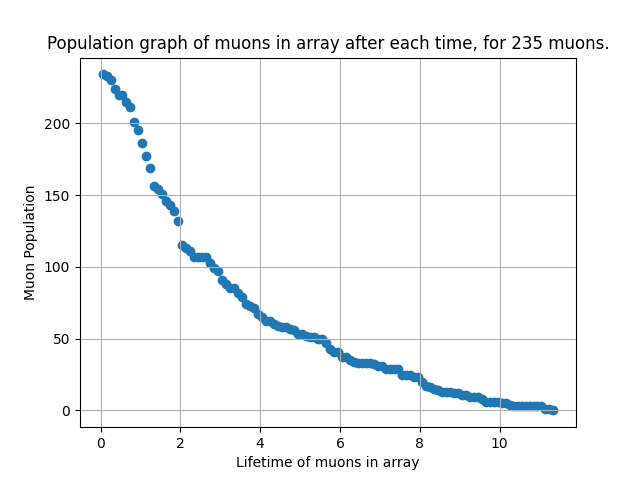 Population graph of muons in array after each time, for 235 muons.
Muon Population
200
150
100
50
0
0 2 4 6 8 10
Lifetime of muons in array